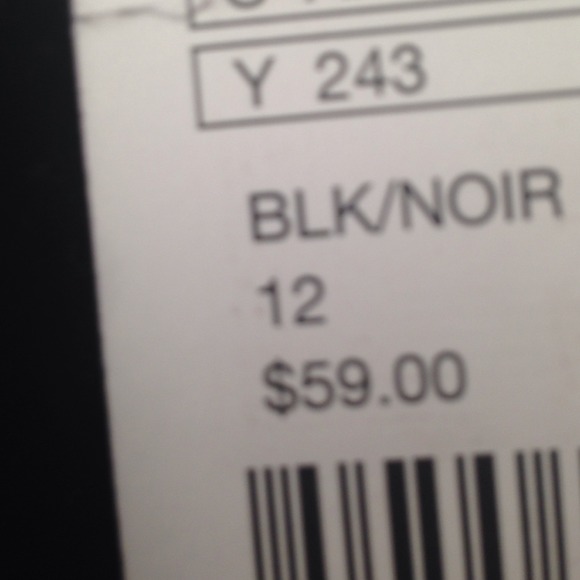 Y 243
BLK/NOIR
12
$59.00